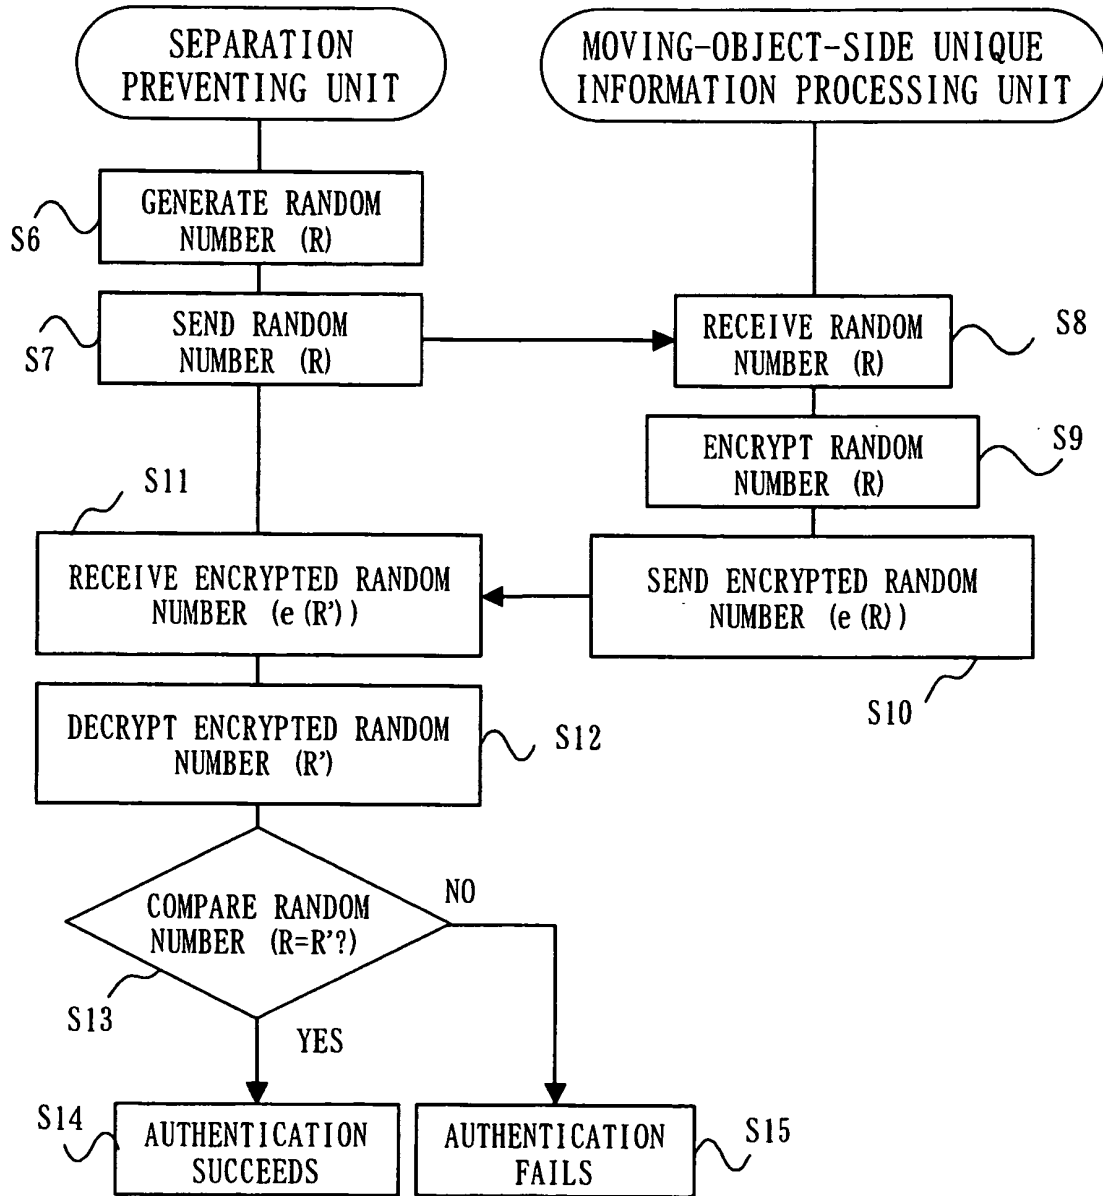 SEPARATION
PREVENTING UNIT
MOVING-OBJECT-SIDE UNIQUE
INFORMATION PROCESSING UNIT
S6
GENERATE RANDOM
NUMBER (R)
S7
SEND RANDOM
NUMBER (R)
RECEIVE RANDOM
NUMBER (R)
S8
ENCRYPT RANDOM
NUMBER (R)
S9
S11
RECEIVE ENCRYPTED RANDOM
NUMBER (e(R'))
SEND ENCRYPTED RANDOM
NUMBER (e(R))
S10
DECRYPT ENCRYPTED RANDOM
NUMBER (R')
S12
COMPARE RANDOM
NUMBER (R=R'?)
NO
S13
YES
S14
AUTHENTICATION
SUCCEEDS
AUTHENTICATION
FAILS
S15